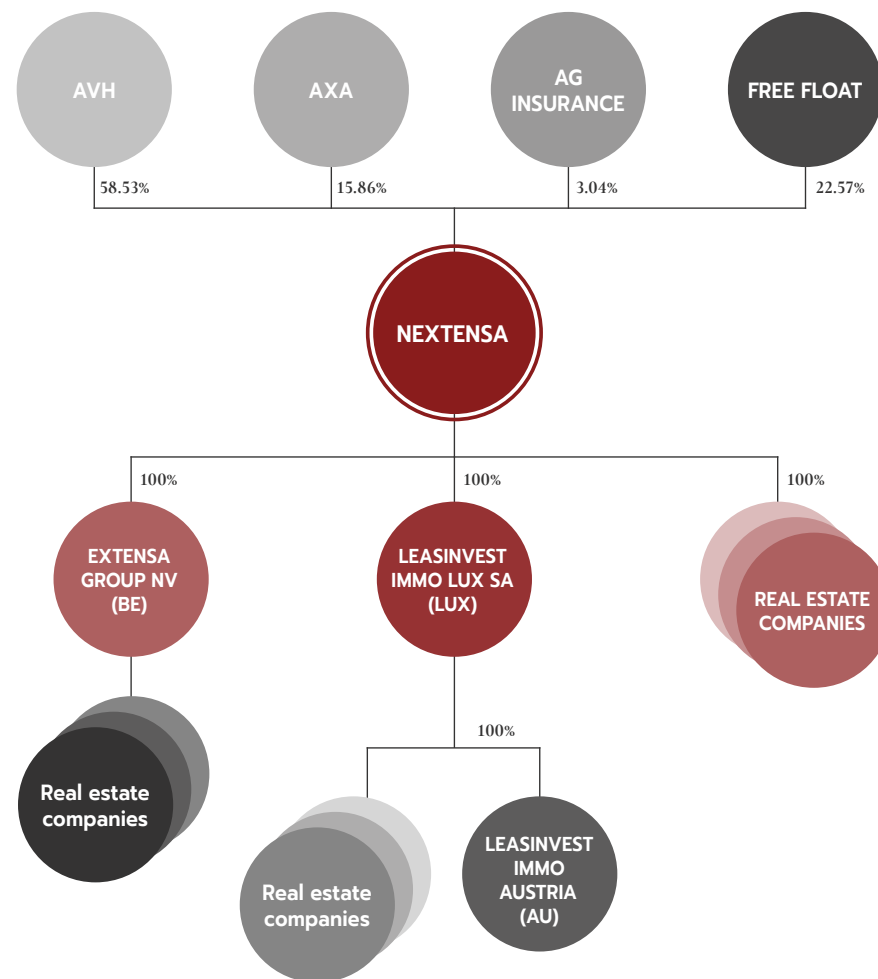 AVH
AXA
AG
INSURANCE
FREE FLOAT
58.53%
15.86%
3.04%
22.57%
NEXTENSA
100%
100%
100%
EXTENSA
GROUP NV
(BE)
LEASINVEST
IMMO LUX SA
(LUX)
REAL ESTATE
COMPANIES
100%
Real estate
companies
Real estate
companies
LEASINVEST
IMMO
AUSTRIA
(AU)